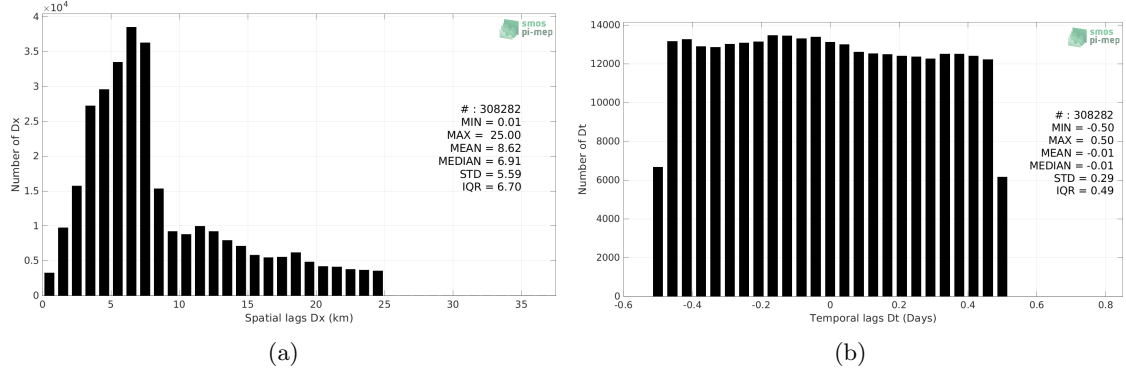 ×10⁴
4
3.5
3
2.5
2
1.5
1
0.5
0
Number of Dx
0 5 10 15 20 25 30 35
Spatial lags Dx (km)
smos
pi-mep
# : 308282
MIN = 0.01
MAX = 25.00
MEAN = 8.62
MEDIAN = 6.91
STD = 5.59
IQR = 6.70
(a)
14000
12000
10000
8000
6000
4000
2000
0
Number of Dt
-0.6 -0.4 -0.2 0 0.2 0.4 0.6 0.8
Temporal lags Dt (Days)
smos
pi-mep
# : 308282
MIN = -0.50
MAX = 0.50
MEAN = -0.01
MEDIAN = -0.01
STD = 0.29
IQR = 0.49
(b)